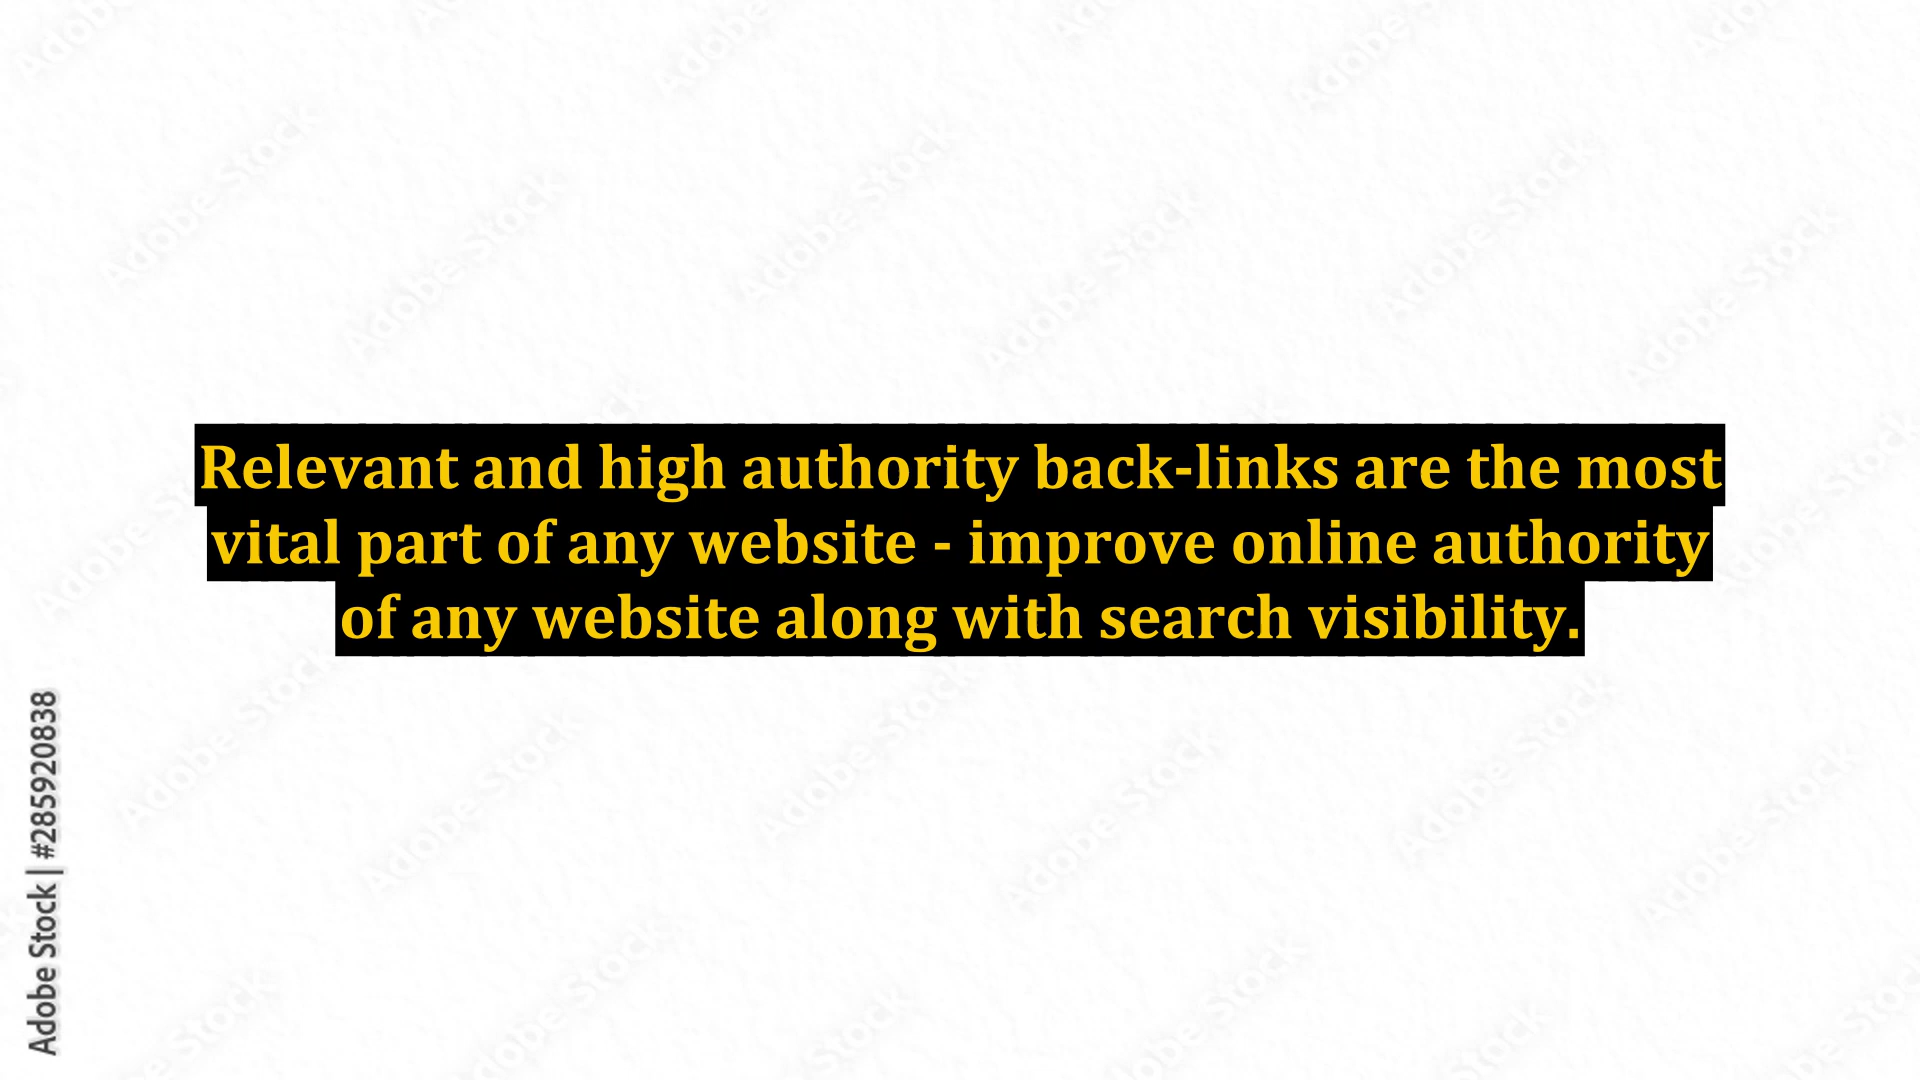 Relevant and high authority back-links are the most
vital part of any website - improve online authority
of any website along with search visibility.
Adobe Stock | #285920838